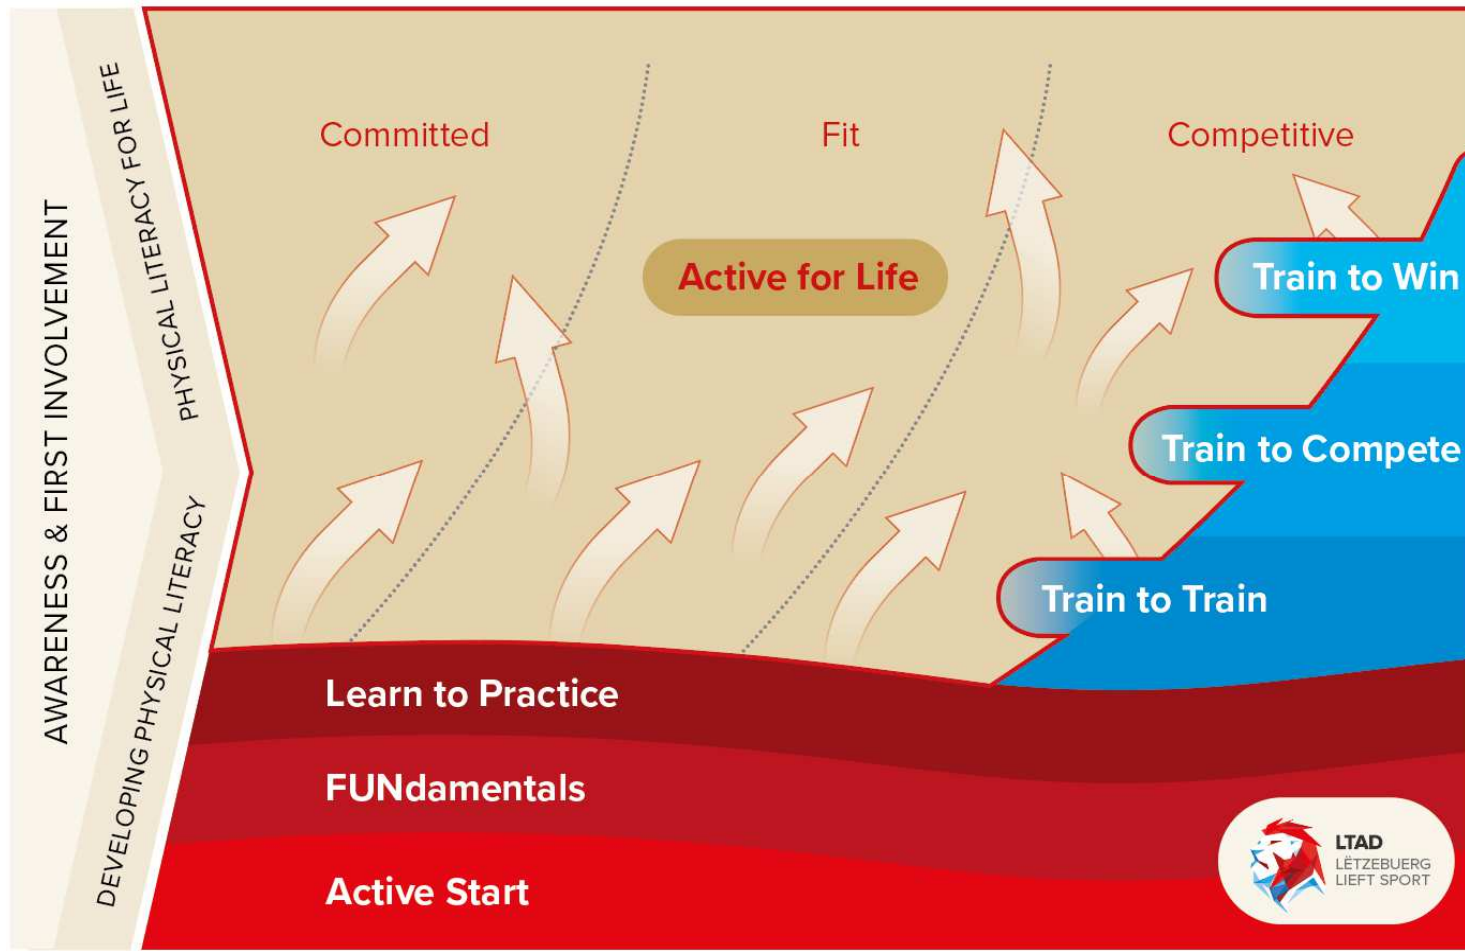 AWARENESS & FIRST INVOLVEMENT
PHYSICAL LITERACY FOR LIFE
DEVELOPING PHYSICAL LITERACY
Committed
Fit
Competitive
Active for Life
Train to Win
Train to Compete
Train to Train
Learn to Practice
FUNdamentals
Active Start
LTAD
LËTZEBUERG
LIEFT SPORT